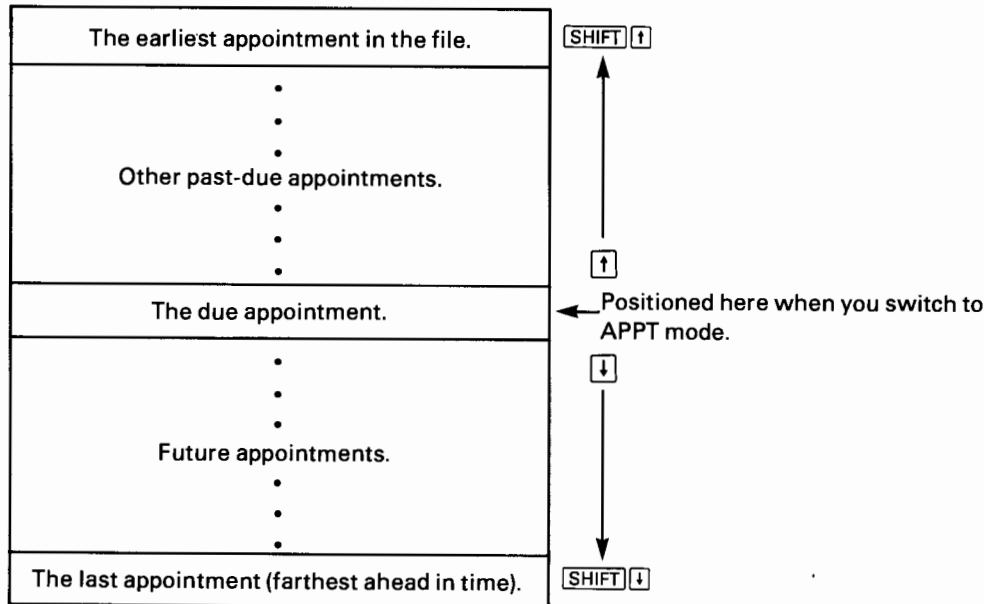 The earliest appointment in the file.
SHIFT ↑
Other past-due appointments.
↑
The due appointment.
Positioned here when you switch to
APPT mode.
↓
Future appointments.
The last appointment (farthest ahead in time).
SHIFT ↓